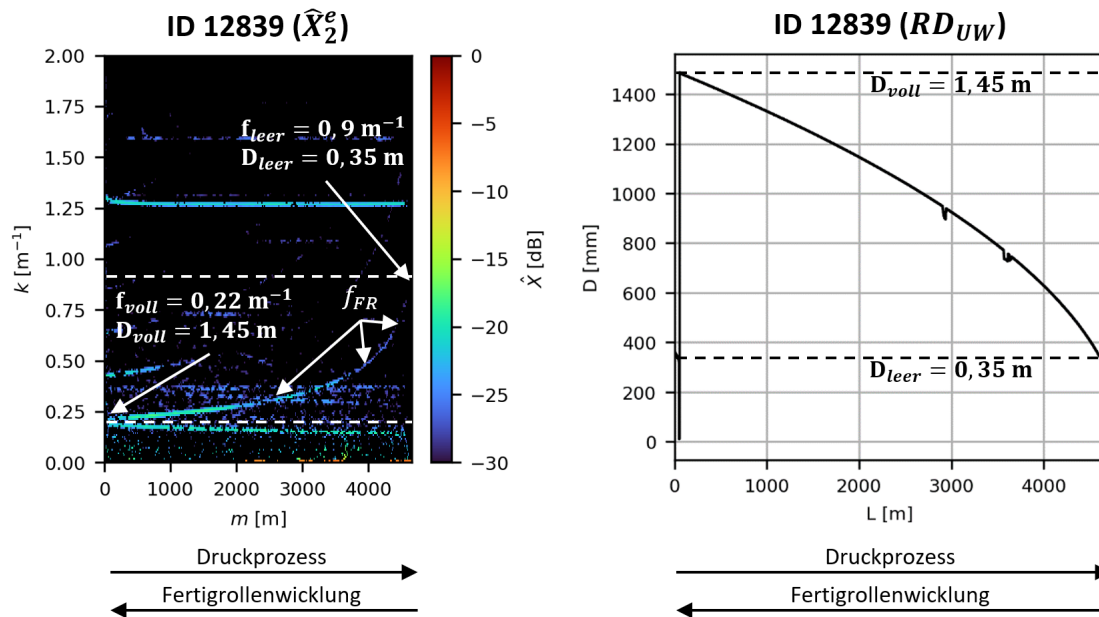 ID 12839 (X̂₂ᵉ)
2.00
1.75
1.50
1.25
1.00
0.75
0.50
0.25
0.00
k [m⁻¹]
f_leer = 0,9 m⁻¹
D_leer = 0,35 m
f_voll = 0,22 m⁻¹
D_voll = 1,45 m
f_FR
0 1000 2000 3000 4000
m [m]
0
−5
−10
−15
−20
−25
−30
X̂ [dB]
Druckprozess
Fertigrollenwicklung
ID 12839 (RD_UW)
1400
1200
1000
800
600
400
200
0
D [mm]
D_voll = 1,45 m
D_leer = 0,35 m
0 1000 2000 3000 4000
L [m]
Druckprozess
Fertigrollenwicklung